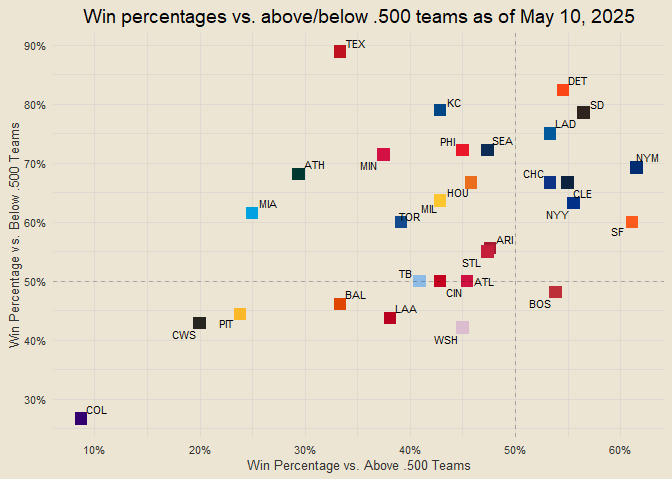 Win percentages vs. above/below .500 teams as of May 10, 2025
90%
TEX
DET
80%
KC
SD
LAD
PHI
SEA
70%
MIN
ATH
CHC
NYM
HOU
CLE
MIA
MIL
NYY
60%
TOR
SF
ARI
STL
50%
TB
ATL
CIN
BAL
BOS
LAA
PIT
CWS
WSH
40%
30%
COL
10%
20%
30%
40%
50%
60%
Win Percentage vs. Above .500 Teams
Win Percentage vs. Below .500 Teams